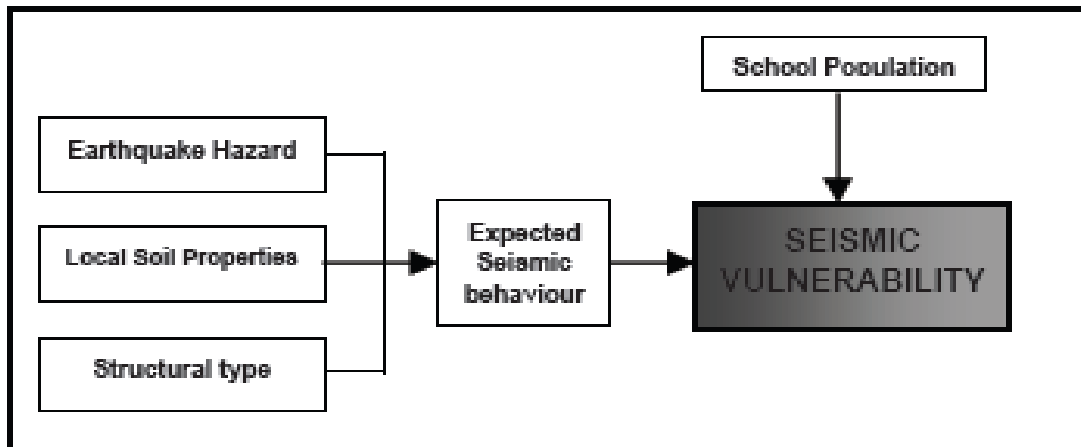 School Population
Earthquake Hazard
Local Soil Properties
Structural type
Expected
Seismic
behaviour
SEISMIC
VULNERABILITY